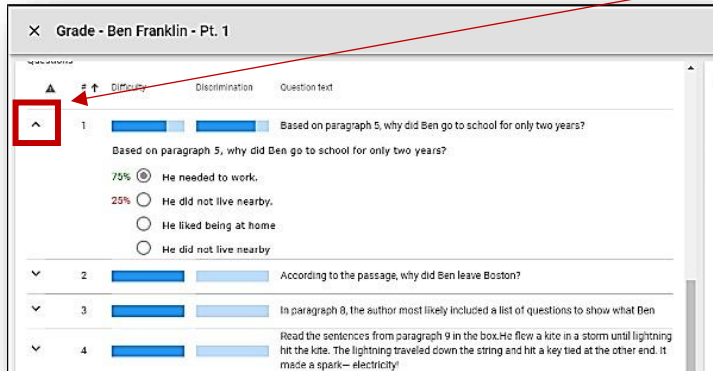 × Grade - Ben Franklin - Pt. 1
Questions
# ↑ Difficulty Discrimination Question text
1 Based on paragraph 5, why did Ben go to school for only two years?
Based on paragraph 5, why did Ben go to school for only two years?
75% He needed to work.
25% He did not live nearby.
He liked being at home
He did not live nearby
2 According to the passage, why did Ben leave Boston?
3 In paragraph 8, the author most likely included a list of questions to show what Ben
Read the sentences from paragraph 9 in the box.He flew a kite in a storm until lightning
4 hit the kite. The lightning traveled down the string and hit a key tied at the other end. It
made a spark— electricity!